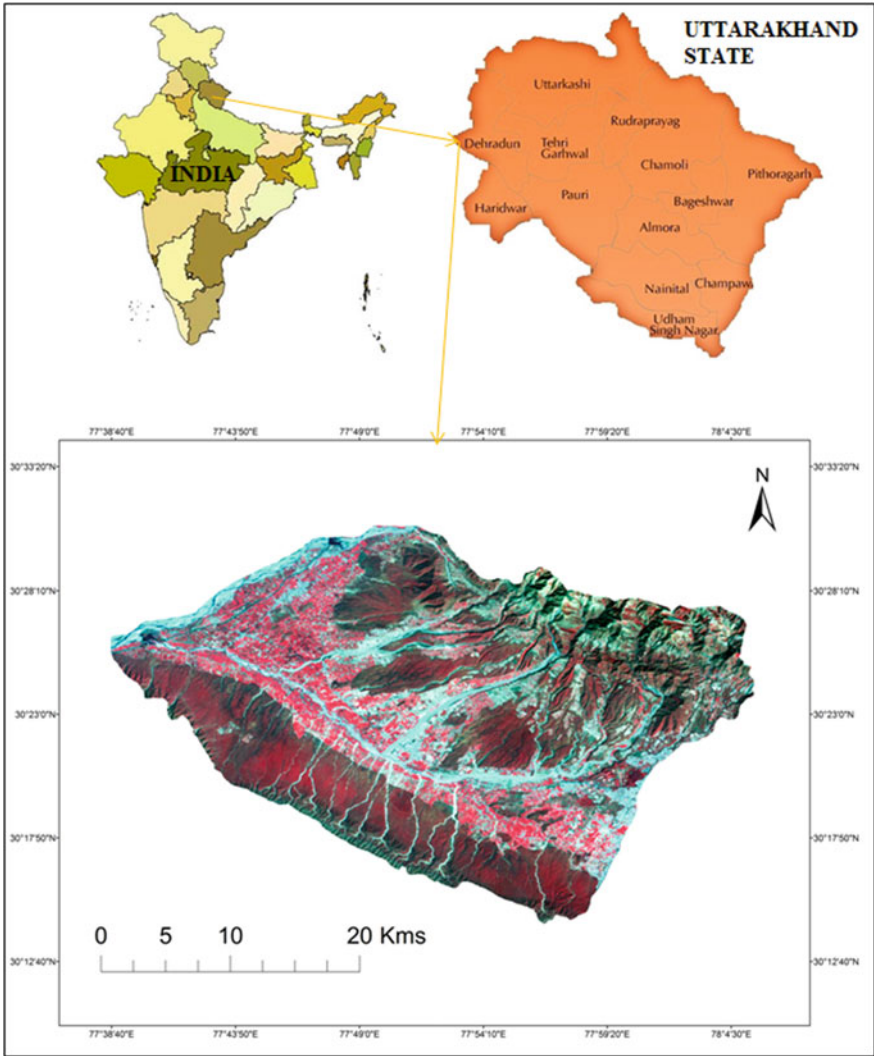 UTTARAKHAND
STATE
INDIA
Uttarkashi
Rudraprayag
Dehradun
Tehri
Garhwal
Chamoli
Pithoragarh
Pauri
Haridwar
Bageshwar
Almora
Nainital
Champaw
Udham
Singh Nagar
77°38'40"E 77°43'50"E 77°49'0"E 77°54'10"E 77°59'20"E 78°4'30"E
30°33'20"N 30°33'20"N
N
30°28'10"N 30°28'10"N
30°23'0"N 30°23'0"N
30°17'50"N 30°17'50"N
0 5 10 20 Kms
30°12'40"N 30°12'40"N
77°38'40"E 77°43'50"E 77°49'0"E 77°54'10"E 77°59'20"E 78°4'30"E